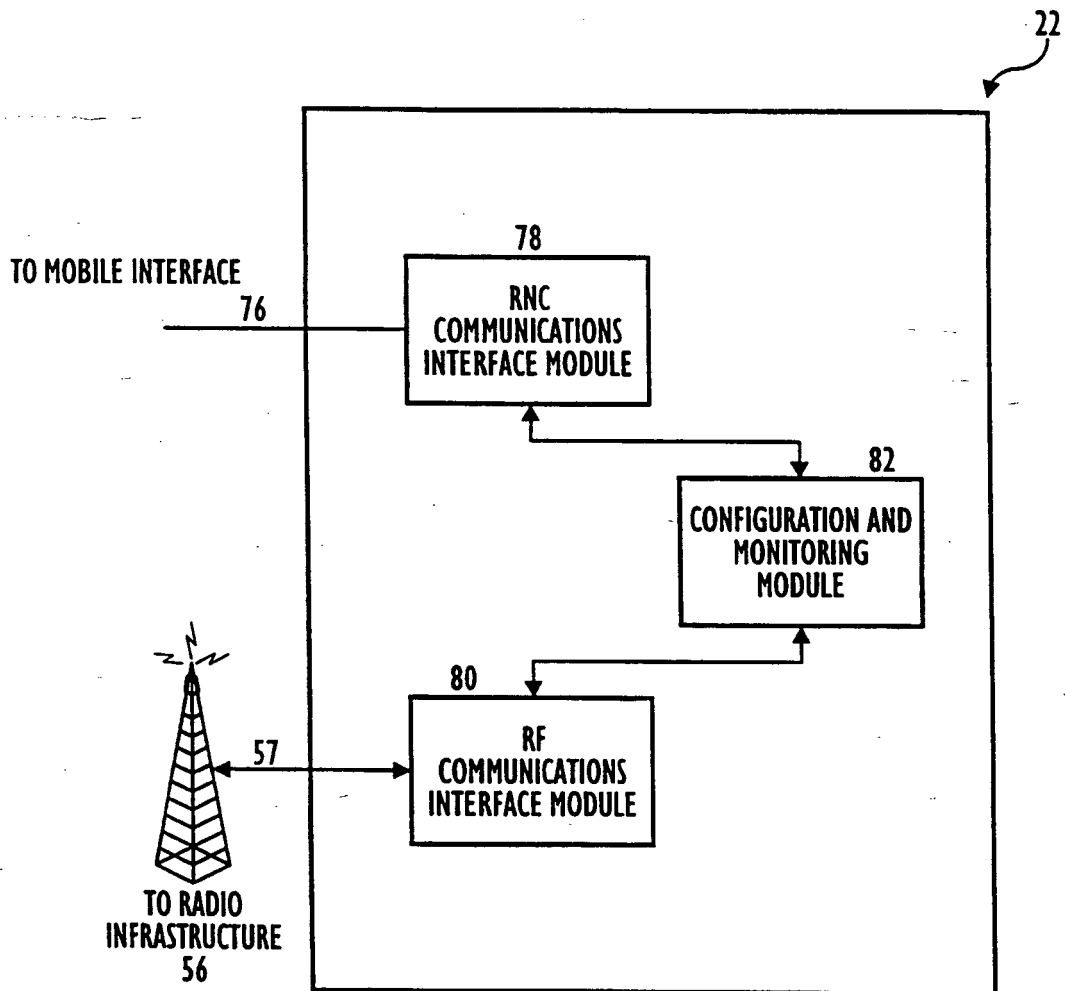 22
78
TO MOBILE INTERFACE
76
RNC
COMMUNICATIONS
INTERFACE MODULE
82
CONFIGURATION AND
MONITORING
MODULE
80
57
RF
COMMUNICATIONS
INTERFACE MODULE
TO RADIO
INFRASTRUCTURE
56